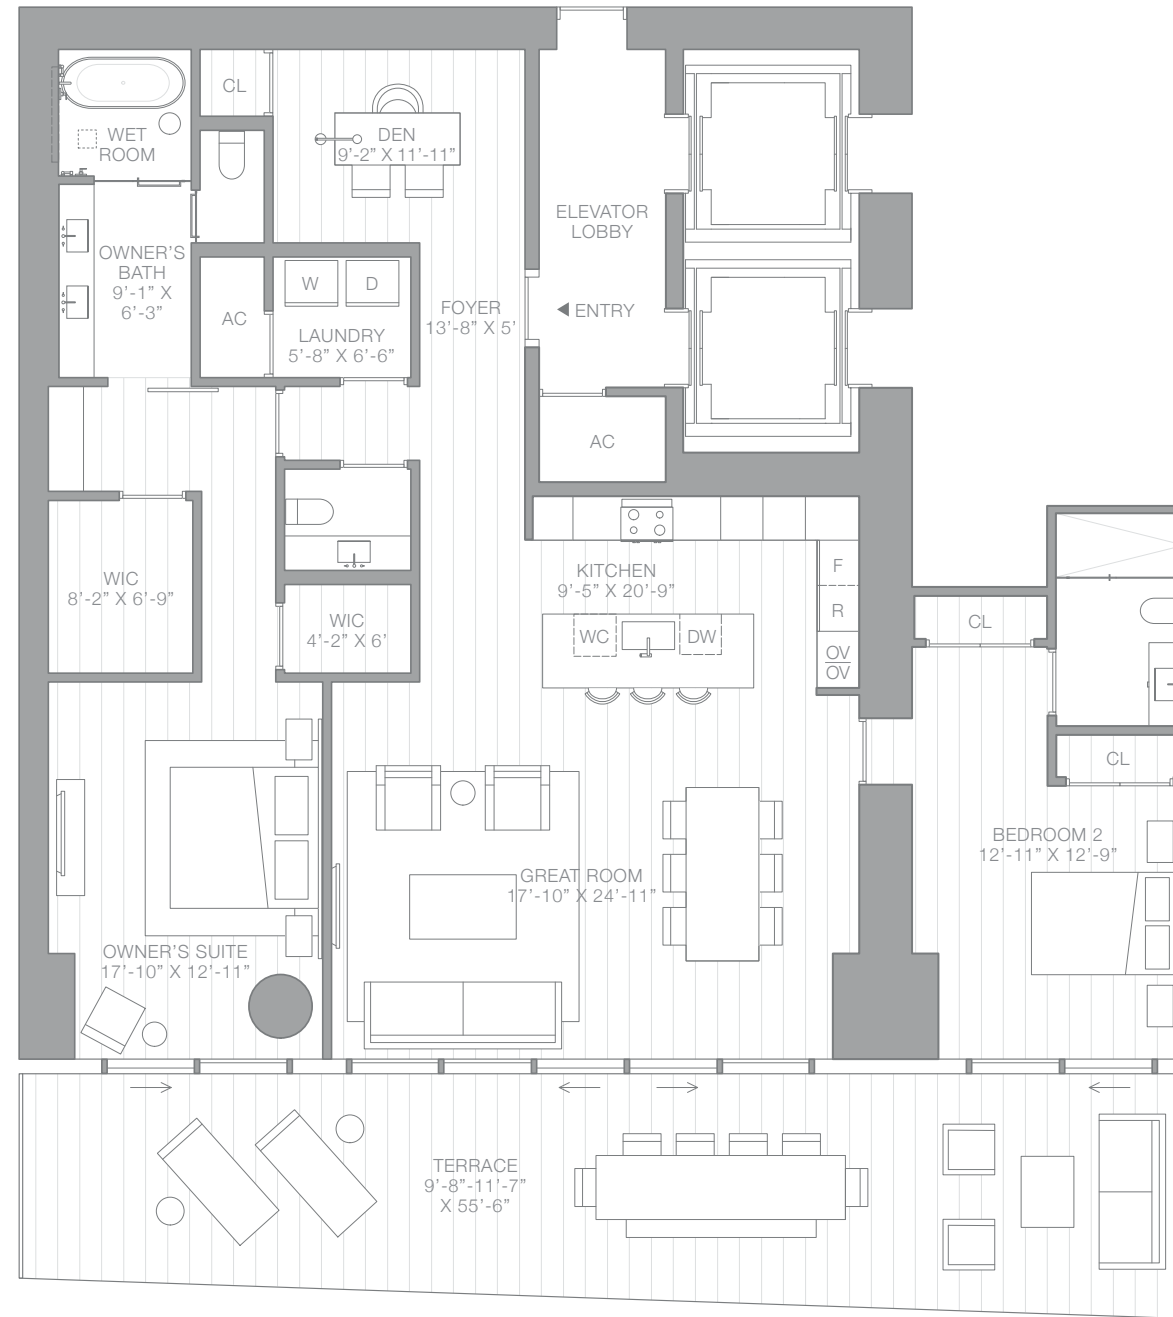 CL
WET
ROOM
DEN
9'-2” X 11'-11”
ELEVATOR
LOBBY
OWNER'S
BATH
9'-1” X
6'-3”
W
D
AC
LAUNDRY
5'-8” X 6'-6”
FOYER
13'-8” X 5'
ENTRY
AC
WIC
8'-2” X 6'-9”
WIC
4'-2” X 6'
KITCHEN
9'-5” X 20'-9”
F
R
WC
DW
OV
OV
CL
CL
BEDROOM 2
12'-11” X 12'-9”
GREAT ROOM
17'-10” X 24'-11”
OWNER'S SUITE
17'-10” X 12'-11”
TERRACE
9'-8”-11'-7”
X 55'-6”